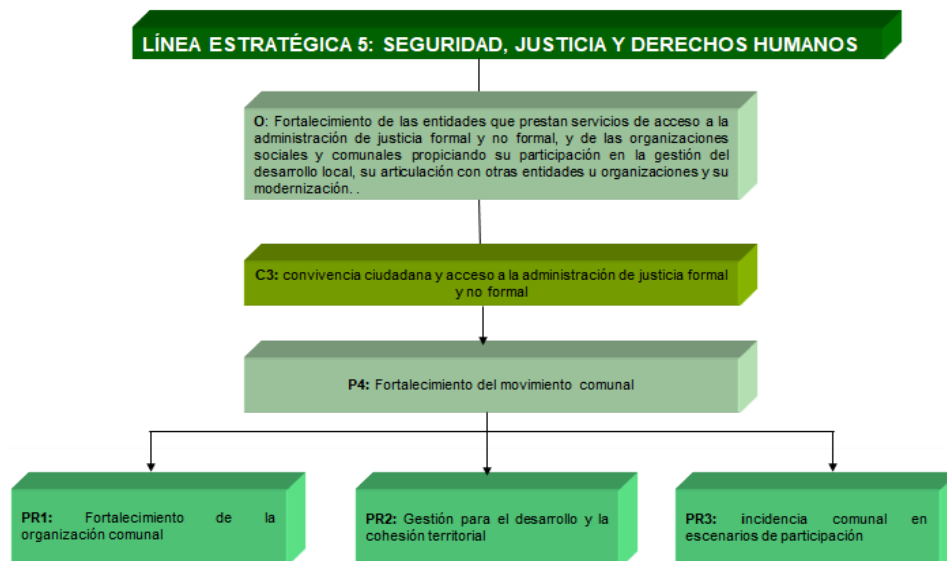 LÍNEA ESTRATÉGICA 5: SEGURIDAD, JUSTICIA Y DERECHOS HUMANOS
O: Fortalecimiento de las entidades que prestan servicios de acceso a la
administración de justicia formal y no formal, y de las organizaciones
sociales y comunales propiciando su participación en la gestión del
desarrollo local, su articulación con otras entidades u organizaciones y su
modernización. .
C3: convivencia ciudadana y acceso a la administración de justicia formal
y no formal
P4: Fortalecimiento del movimiento comunal
PR1: Fortalecimiento de la
organización comunal
PR2: Gestión para el desarrollo y la
cohesión territorial
PR3: incidencia comunal en
escenarios de participación